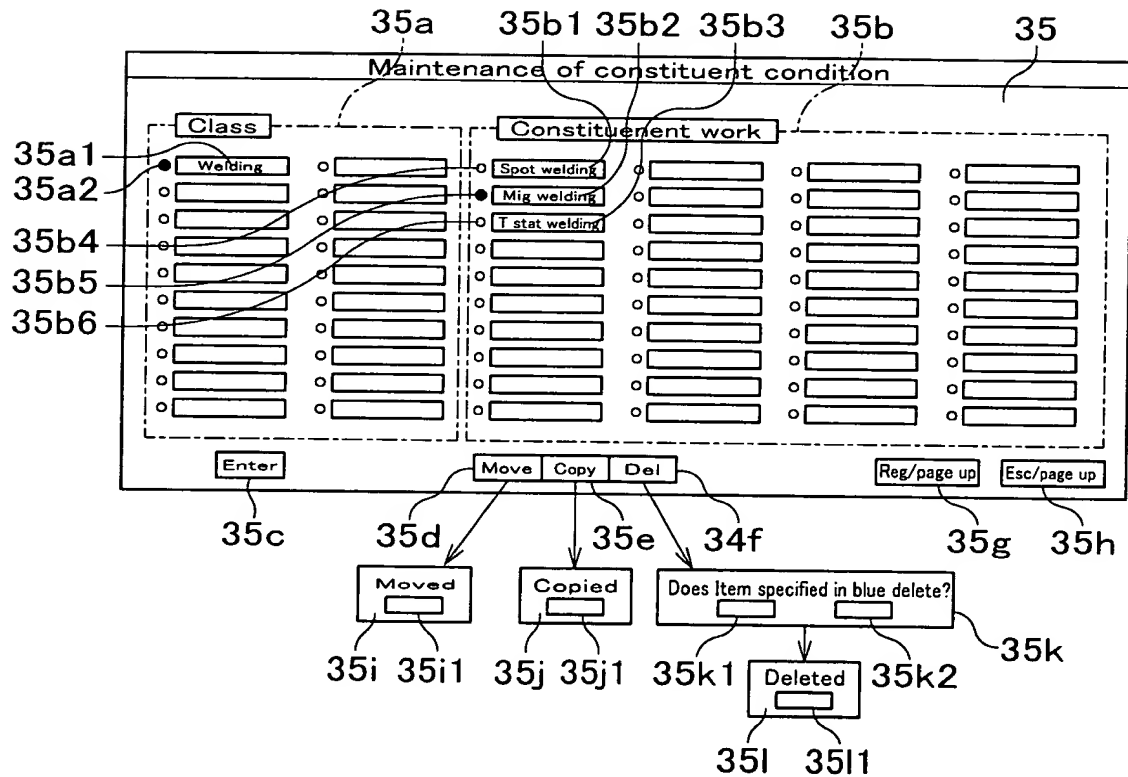 35a 35b1 35b2 35b3 35b 35
Maintenance of constituent condition
Class Constituenent work
35a1 Welding Spot welding
35a2 Mig welding
T stat welding
35b4
35b5
35b6
Enter Move Copy Del Reg/page up Esc/page up
35c 35d 35e 34f 35g 35h
Moved Copied Does Item specified in blue delete?
35i 35i1 35j 35j1 35k1 35k2 35k
Deleted
35l 35l1